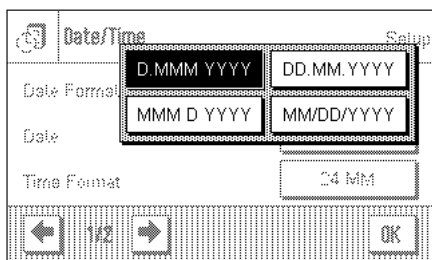 Date/Time Setup
D.MMM YYYY DD.MM.YYYY
Date Format
MMM D YYYY MM/DD/YYYY
Date
Time Format 24 MM
1/2 OK